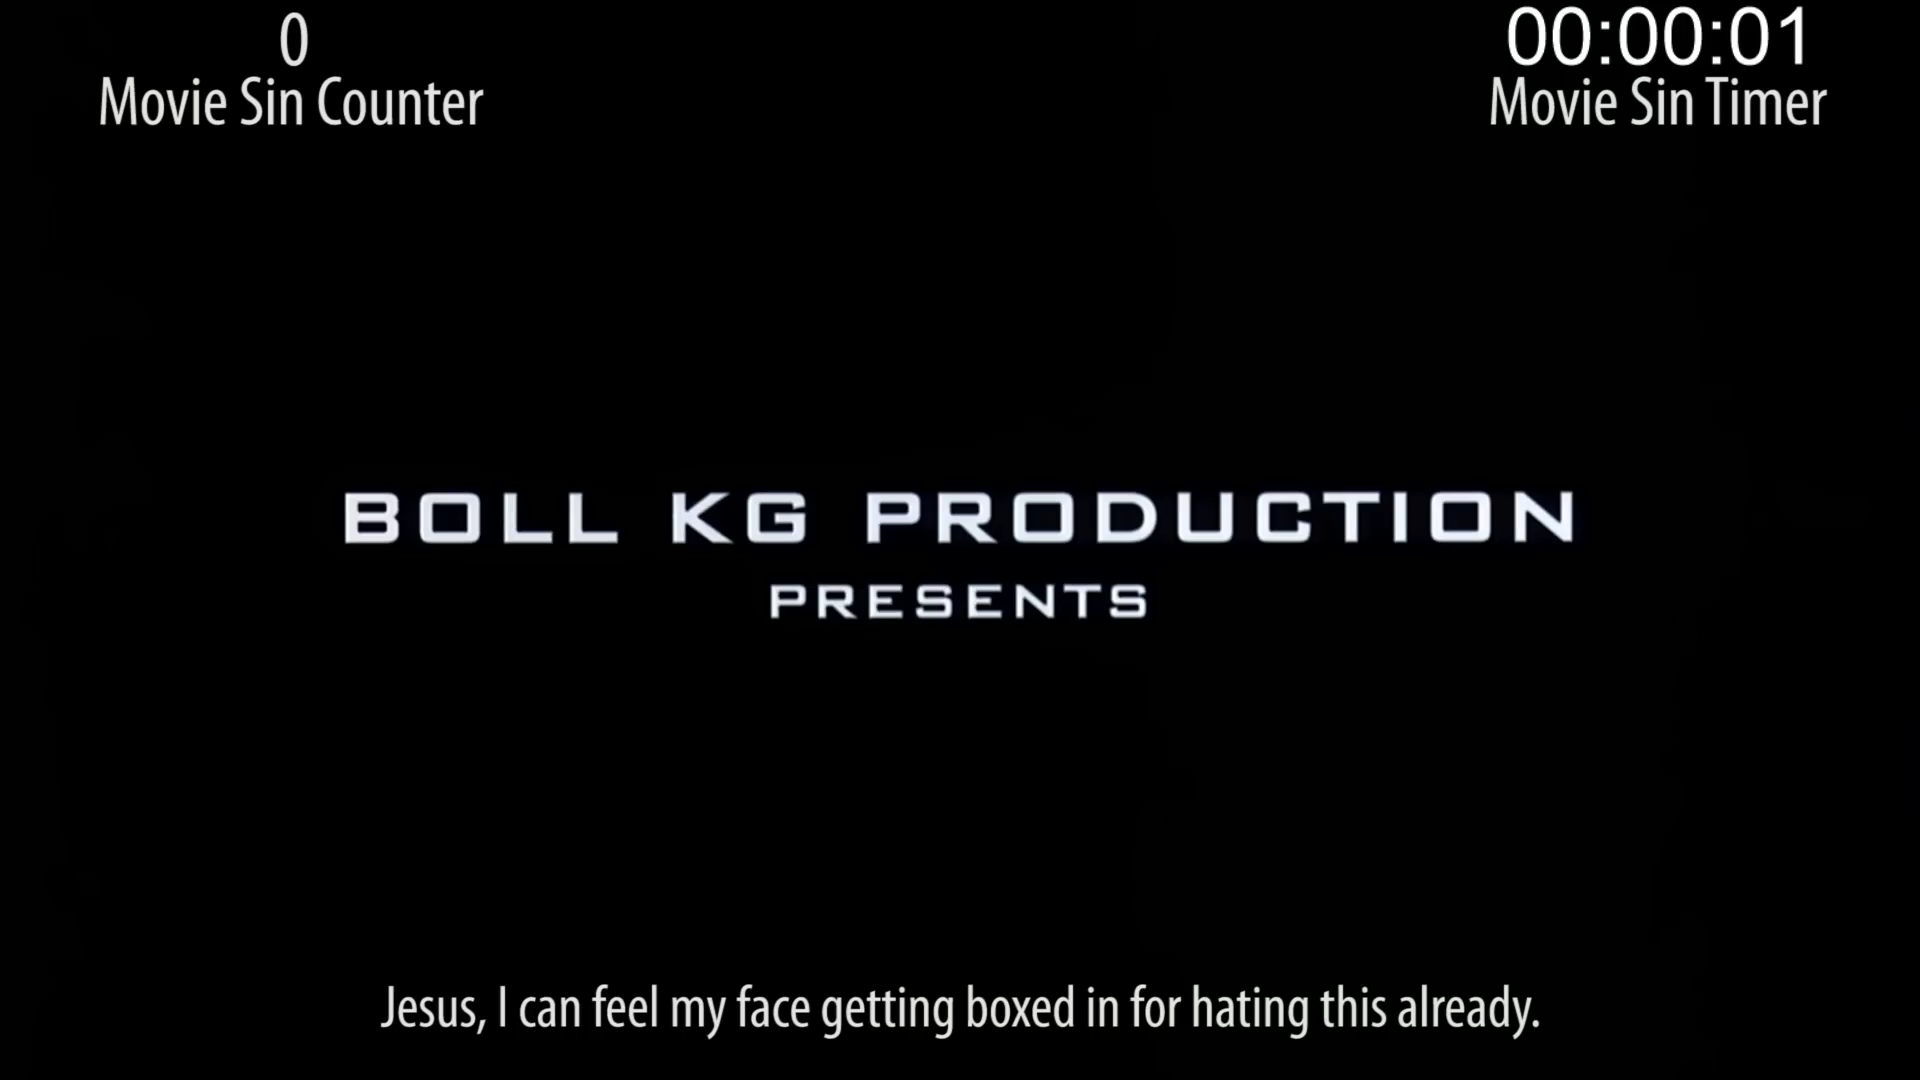 0
Movie Sin Counter
00:00:01
Movie Sin Timer
BOLL KG PRODUCTION
PRESENTS
Jesus, I can feel my face getting boxed in for hating this already.